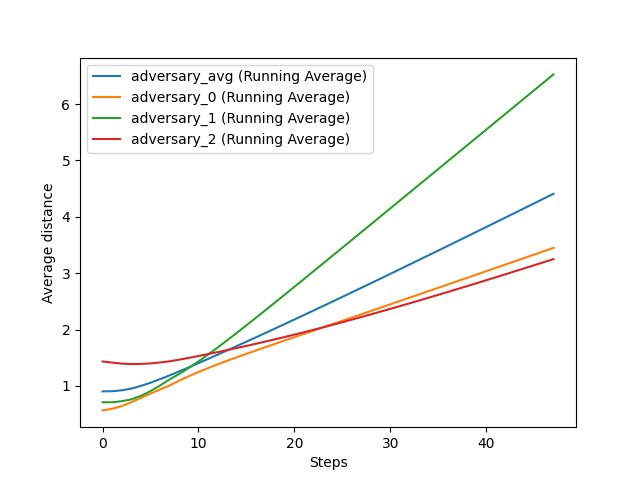 adversary_avg (Running Average)
adversary_0 (Running Average)
adversary_1 (Running Average)
adversary_2 (Running Average)
6
5
4
3
2
1
Average distance
0
10
20
30
40
Steps